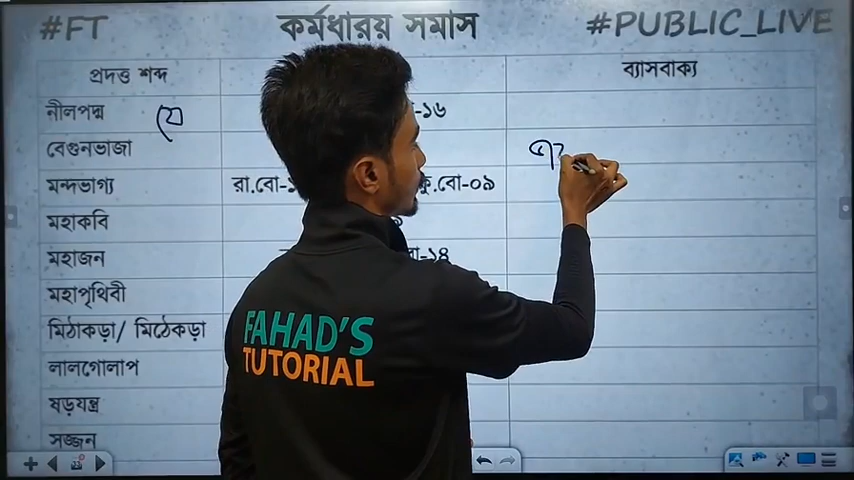 #FT
কর্মধারয় সমাস
#PUBLIC_LIVE
প্রদত্ত শব্দ
ব্যাসবাক্য
নীলপদ্ম
যে
-১৬
বেগুনভাজা
মন্দভাগ্য
রা.বো-১
কু.বো-০৯
মহাকবি
মহাজন
-১৪
মহাপৃথিবী
মিঠাকড়া/ মিঠেকড়া
লালগোলাপ
ষড়যন্ত্র
সজ্জন
FAHAD'S
TUTORIAL